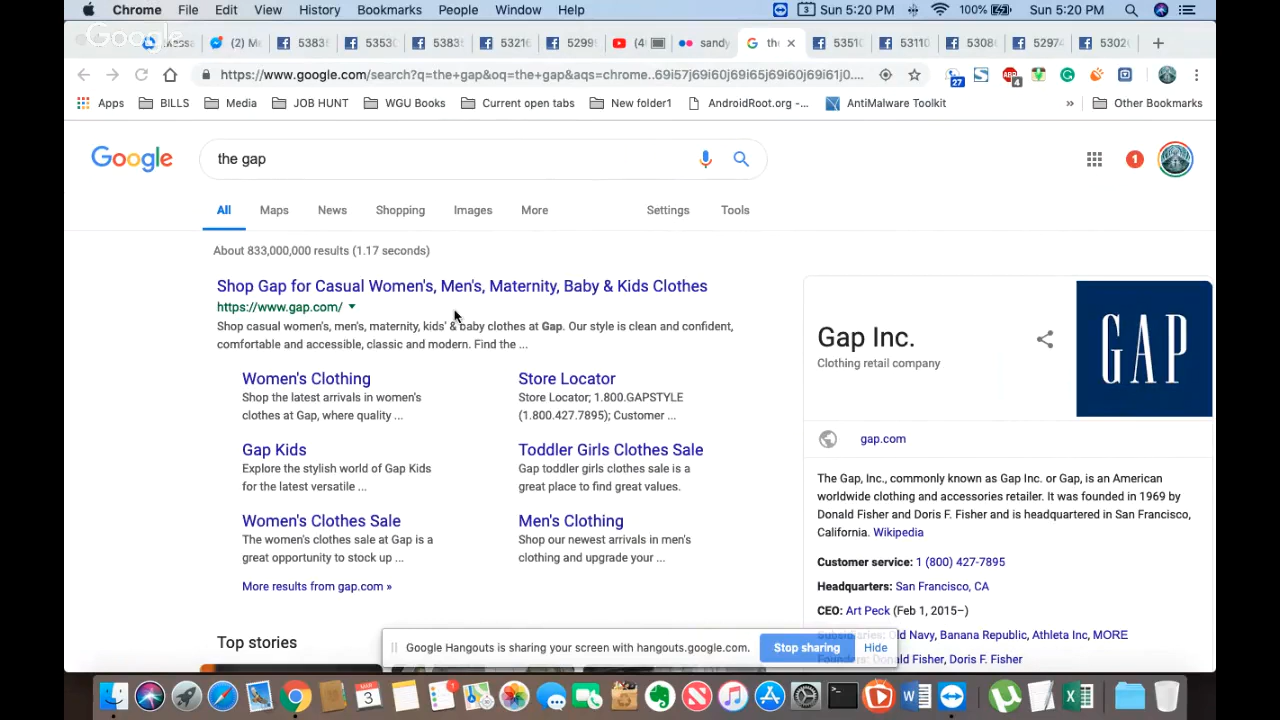 Chrome File Edit View History Bookmarks People Window Help 3 Sun 5:20 PM 100% Sun 5:20 PM
Google
(2) M 5383 5353 5383 5321 5299 (4 sandy the 5351 5311 5308 5297 5302
https://www.google.com/search?q=the+gap&oq=the+gap&aqs=chrome..69i57j69i60j69i65j69i60j69i61j0.... 27 4
Apps BILLS Media JOB HUNT WGU Books Current open tabs New folder1 AndroidRoot.org -... AntiMalware Toolkit » Other Bookmarks
Google the gap 1
All Maps News Shopping Images More Settings Tools
About 833,000,000 results (1.17 seconds)
Shop Gap for Casual Women's, Men's, Maternity, Baby & Kids Clothes
https://www.gap.com/
Shop casual women's, men's, maternity, kids' & baby clothes at Gap. Our style is clean and confident,
comfortable and accessible, classic and modern. Find the ...
Women's Clothing
Shop the latest arrivals in women's
clothes at Gap, where quality ...
Store Locator
Store Locator; 1.800.GAPSTYLE
(1.800.427.7895); Customer ...
Gap Kids
Explore the stylish world of Gap Kids
for the latest versatile ...
Toddler Girls Clothes Sale
Gap toddler girls clothes sale is a
great place to find great values.
Women's Clothes Sale
The women's clothes sale at Gap is a
great opportunity to stock up ...
Men's Clothing
Shop our newest arrivals in men's
clothing and upgrade your ...
More results from gap.com »
Top stories
Gap Inc.
Clothing retail company
GAP
gap.com
The Gap, Inc., commonly known as Gap Inc. or Gap, is an American
worldwide clothing and accessories retailer. It was founded in 1969 by
Donald Fisher and Doris F. Fisher and is headquartered in San Francisco,
California. Wikipedia
Customer service: 1 (800) 427-7895
Headquarters: San Francisco, CA
CEO: Art Peck (Feb 1, 2015–)
Subsidiaries: Old Navy, Banana Republic, Athleta Inc, MORE
Founders: Donald Fisher, Doris F. Fisher
Google Hangouts is sharing your screen with hangouts.google.com. Stop sharing Hide
MAR
3